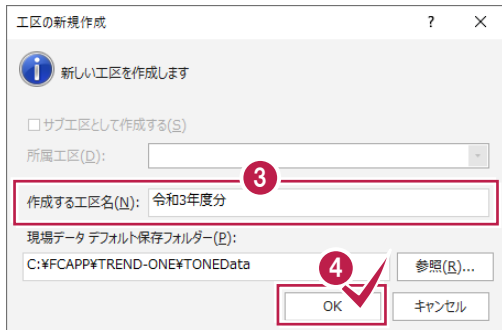 工区の新規作成 ? ×
新しい工区を作成します
サブ工区として作成する(S)
所属工区(D):
3
作成する工区名(N): 令和3年度分
現場データ デフォルト保存フォルダー(P):
C:¥FCAPP¥TREND-ONE¥TONEData 参照(R)...
4
OK キャンセル